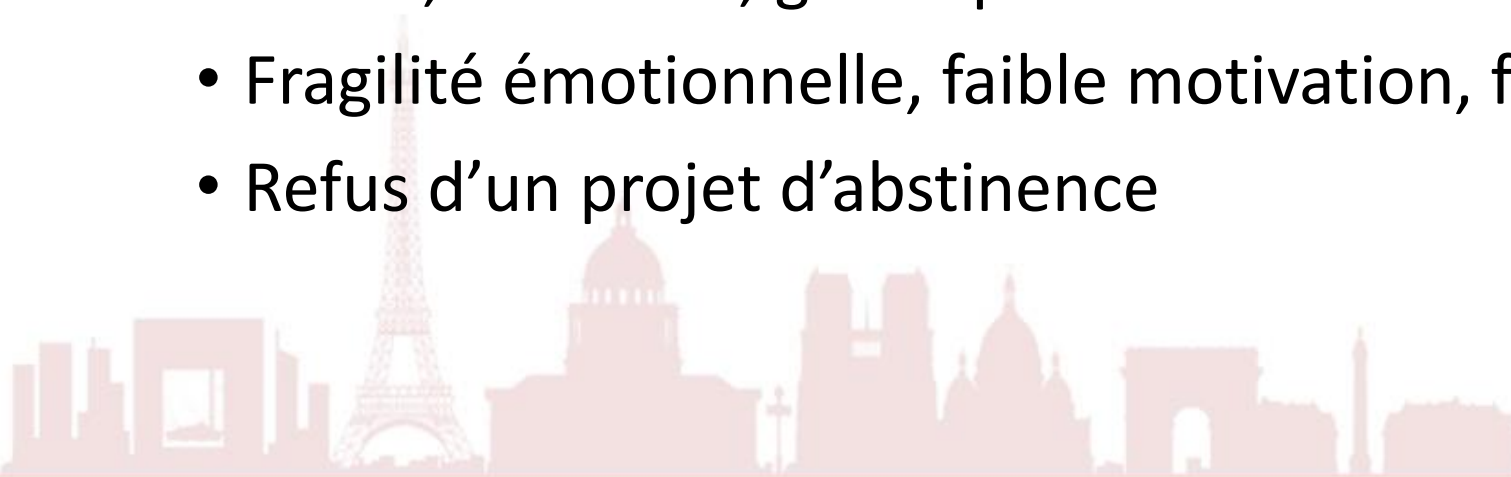 • Fragilité émotionnelle, faible motivation,
• Refus d’un projet d’abstinence